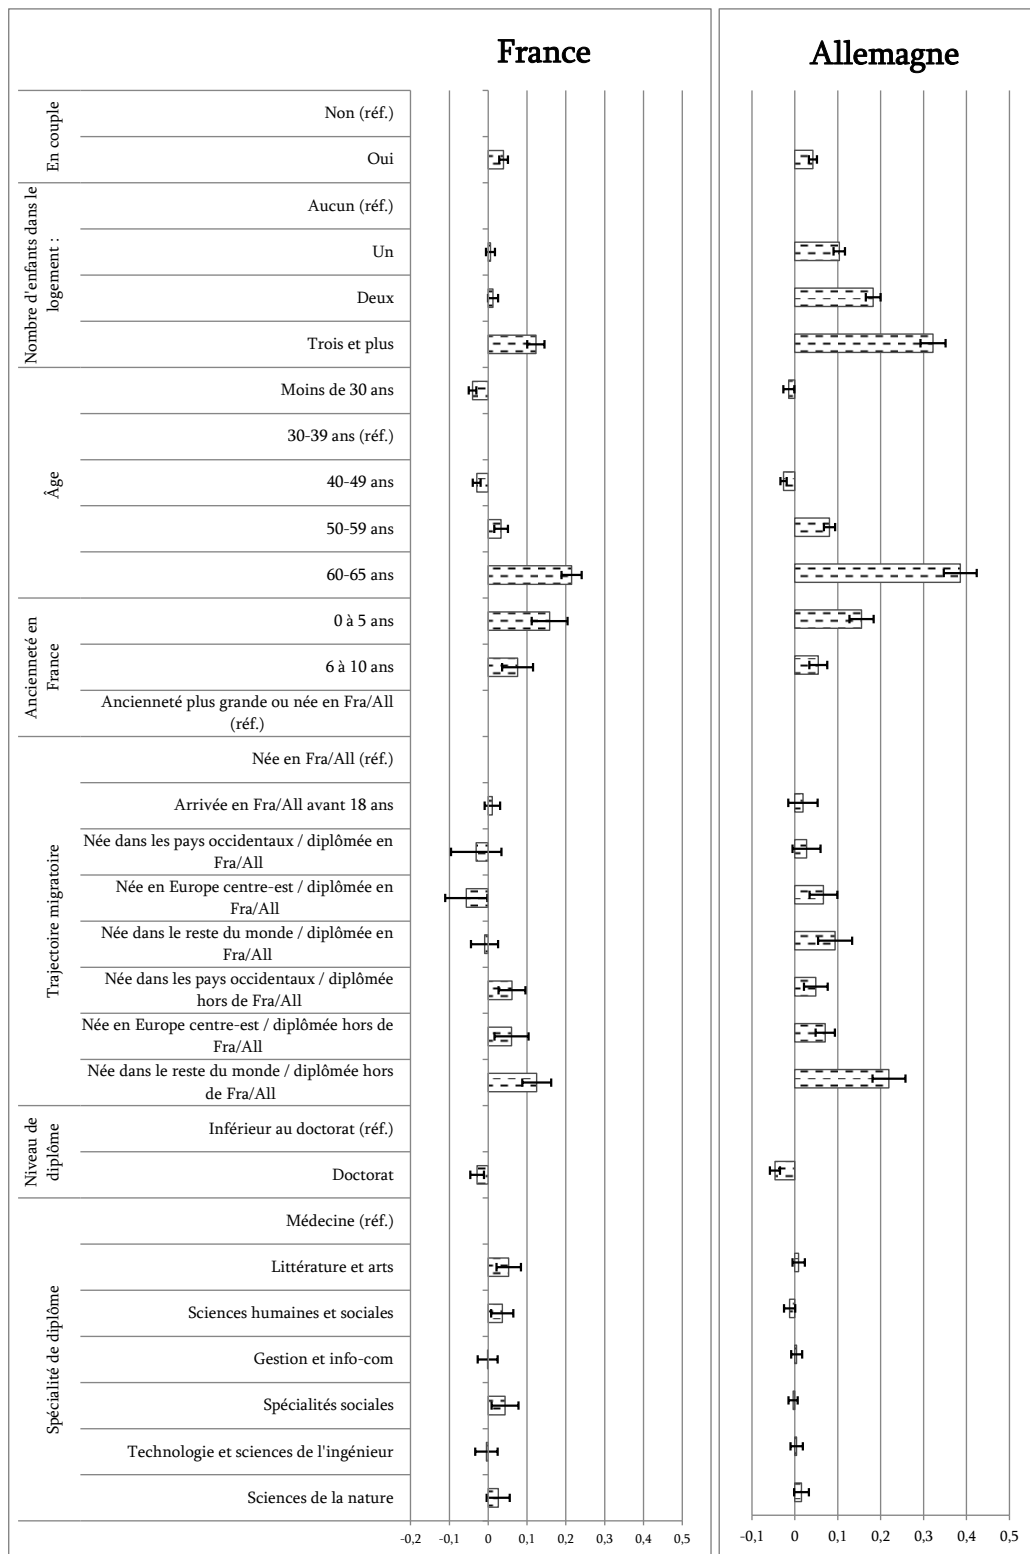 France
Allemagne
En couple
Non (réf.)
Oui
Nombre d'enfants dans le
logement :
Aucun (réf.)
Un
Deux
Trois et plus
Âge
Moins de 30 ans
30-39 ans (réf.)
40-49 ans
50-59 ans
60-65 ans
Ancienneté en
France
0 à 5 ans
6 à 10 ans
Ancienneté plus grande ou née en Fra/All
(réf.)
Trajectoire migratoire
Née en Fra/All (réf.)
Arrivée en Fra/All avant 18 ans
Née dans les pays occidentaux / diplômée en
Fra/All
Née en Europe centre-est / diplômée en
Fra/All
Née dans le reste du monde / diplômée en
Fra/All
Née dans les pays occidentaux / diplômée
hors de Fra/All
Née en Europe centre-est / diplômée hors de
Fra/All
Née dans le reste du monde / diplômée hors
de Fra/All
Niveau de
diplôme
Inférieur au doctorat (réf.)
Doctorat
Spécialité de diplôme
Médecine (réf.)
Littérature et arts
Sciences humaines et sociales
Gestion et info-com
Spécialités sociales
Technologie et sciences de l'ingénieur
Sciences de la nature
-0,2 -0,1 0 0,1 0,2 0,3 0,4 0,5
-0,1 0 0,1 0,2 0,3 0,4 0,5